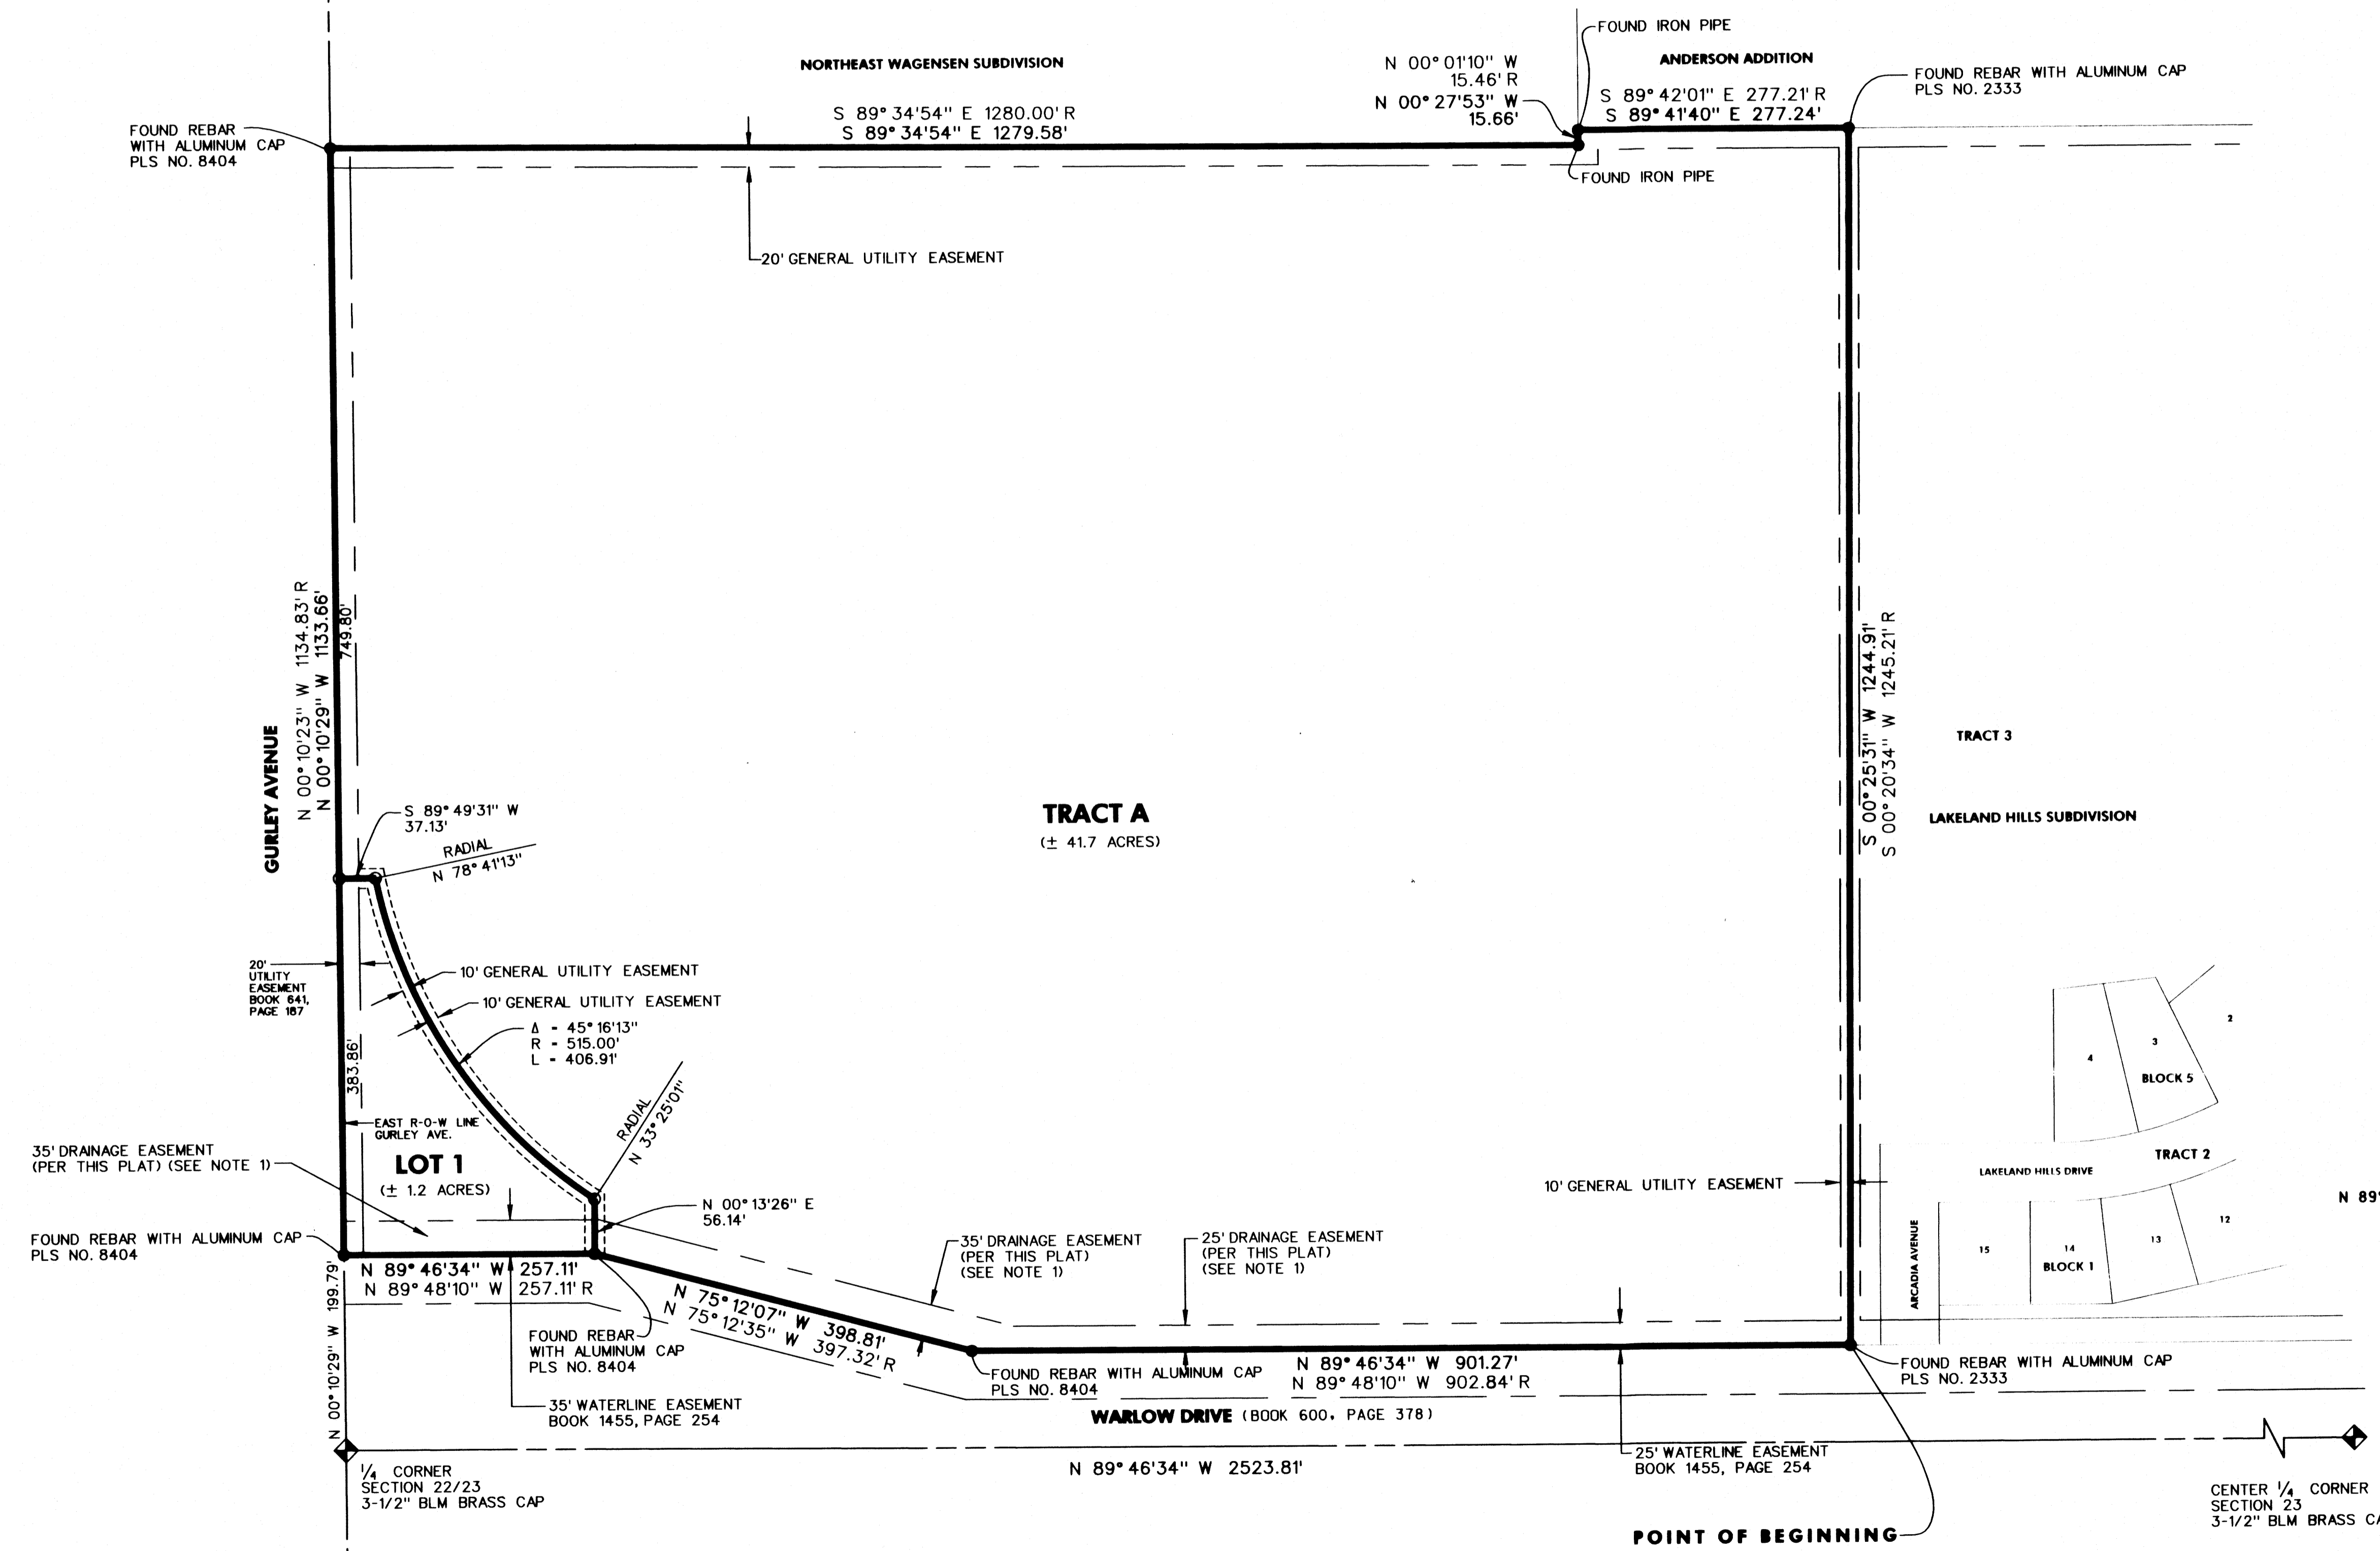 FOUND IRON PIPE
NORTHEAST WAGENSEN SUBDIVISION
N 00° 01'10" W
15.46' R
N 00° 27'53" W
15.66'
ANDERSON ADDITION
S 89° 42'01" E 277.21' R
S 89° 41'40" E 277.24'
FOUND REBAR WITH ALUMINUM CAP
PLS NO. 2333
S 89° 34'54" E 1280.00' R
S 89° 34'54" E 1279.58'
FOUND REBAR
WITH ALUMINUM CAP
PLS NO. 8404
FOUND IRON PIPE
20' GENERAL UTILITY EASEMENT
GURLEY AVENUE
N 00° 10'23" W 1134.83' R
N 00° 10'29" W 1133.66'
749.80'
S 00° 25'31" W 1244.91'
S 00° 20'34" W 1245.21' R
TRACT 3
LAKELAND HILLS SUBDIVISION
TRACT A
(± 41.7 ACRES)
S 89° 49'31" W
37.13'
RADIAL
N 78° 41'13"
20'
UTILITY
EASEMENT
BOOK 641,
PAGE 187
10' GENERAL UTILITY EASEMENT
10' GENERAL UTILITY EASEMENT
Δ = 45° 16'13"
R = 515.00'
L = 406.91'
383.86'
RADIAL
N 33° 25'01"
EAST R-O-W LINE
GURLEY AVE.
35' DRAINAGE EASEMENT
(PER THIS PLAT) (SEE NOTE 1)
LOT 1
(± 1.2 ACRES)
N 00° 13'26" E
56.14'
FOUND REBAR WITH ALUMINUM CAP
PLS NO. 8404
N 89° 46'34" W 257.11'
N 89° 48'10" W 257.11' R
N 00° 10'29" W 199.79'
35' DRAINAGE EASEMENT
(PER THIS PLAT)
(SEE NOTE 1)
25' DRAINAGE EASEMENT
(PER THIS PLAT)
(SEE NOTE 1)
10' GENERAL UTILITY EASEMENT
2
3
4
BLOCK 5
TRACT 2
LAKELAND HILLS DRIVE
N 89°
ARCADIA AVENUE
15
14
BLOCK 1
13
12
N 75° 12'07" W 398.81'
N 75° 12'35" W 397.32' R
FOUND REBAR
WITH ALUMINUM CAP
PLS NO. 8404
FOUND REBAR WITH ALUMINUM CAP
PLS NO. 8404
N 89° 46'34" W 901.27'
N 89° 48'10" W 902.84' R
FOUND REBAR WITH ALUMINUM CAP
PLS NO. 2333
35' WATERLINE EASEMENT
BOOK 1455, PAGE 254
WARLOW DRIVE (BOOK 600, PAGE 378)
25' WATERLINE EASEMENT
BOOK 1455, PAGE 254
N 89° 46'34" W 2523.81'
1/4 CORNER
SECTION 22/23
3-1/2" BLM BRASS CAP
CENTER 1/4 CORNER
SECTION 23
3-1/2" BLM BRASS CA
POINT OF BEGINNING